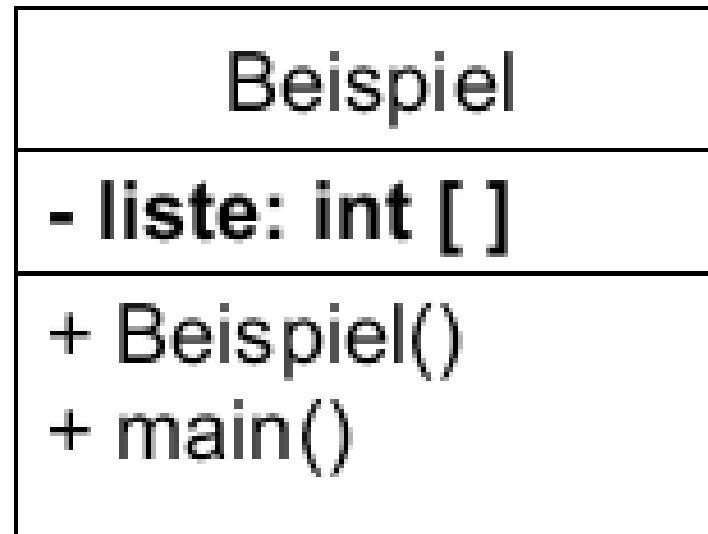 Beispiel
- liste: int [ ]
+ Beispiel()
+ main()